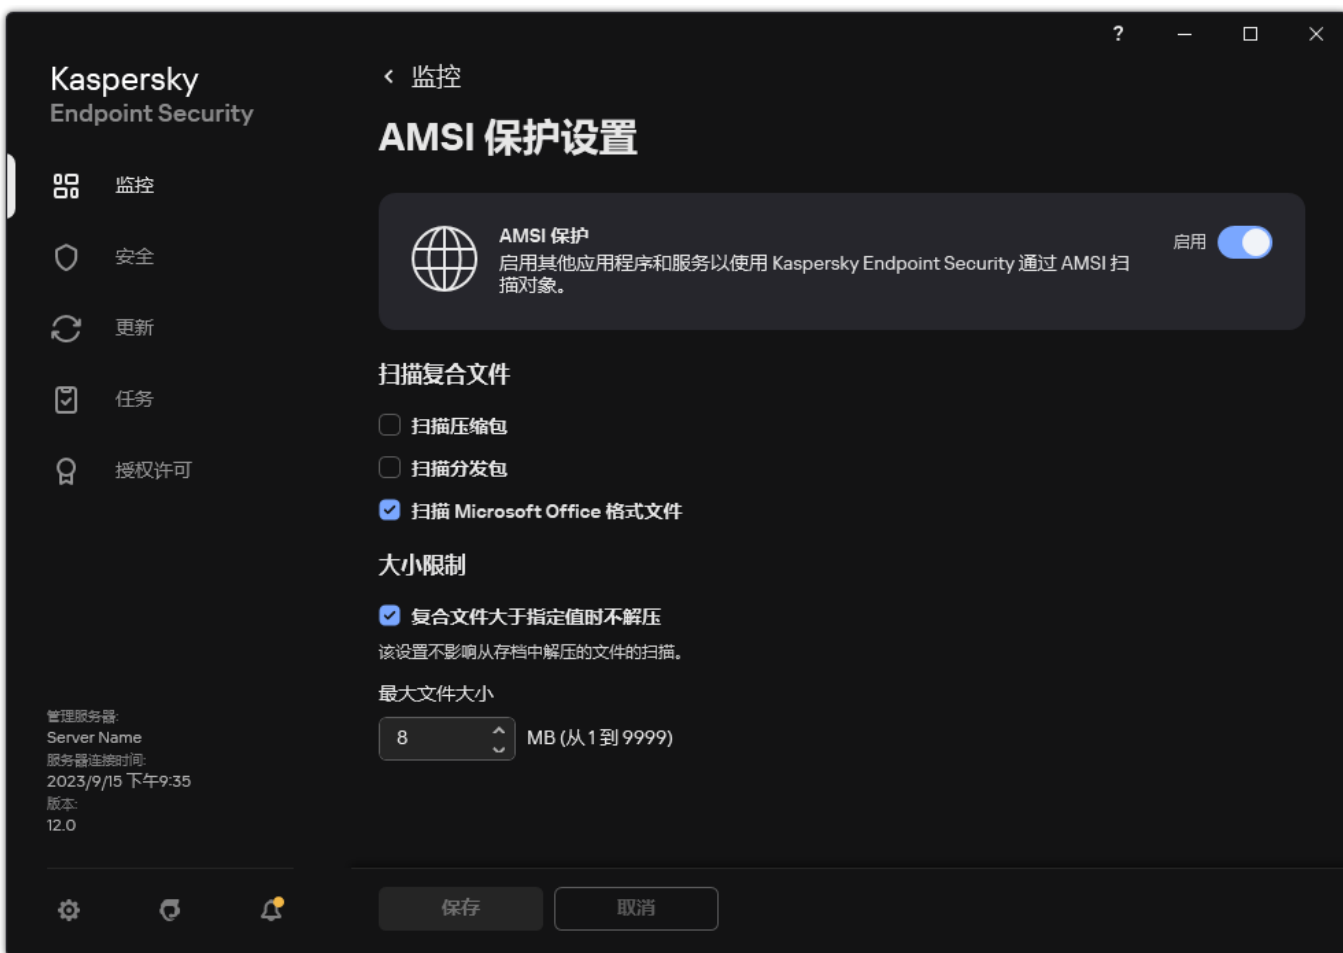 ?
Kaspersky
Endpoint Security
监控
安全
更新
任务
授权许可
管理服务器:
Server Name
服务器连接时间:
2023/9/15 下午9:35
版本:
12.0
监控
AMSI 保护设置
AMSI 保护
启用其他应用程序和服务以使用 Kaspersky Endpoint Security 通过 AMSI 扫
描对象。
启用
扫描复合文件
扫描压缩包
扫描分发包
扫描 Microsoft Office 格式文件
大小限制
复合文件大于指定值时不解压
该设置不影响从存档中解压的文件的扫描。
最大文件大小
8 MB (从 1 到 9999)
保存 取消